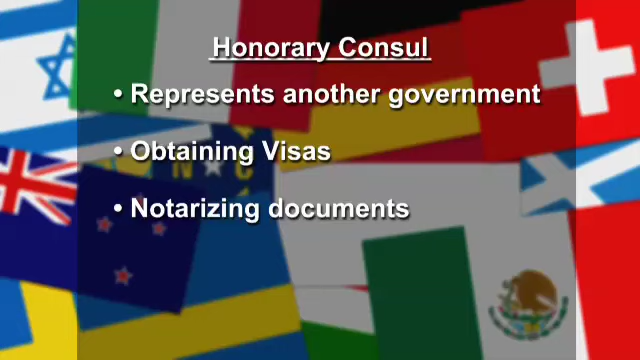 Honorary Consul
• Represents another government
• Obtaining Visas
• Notarizing documents
N C